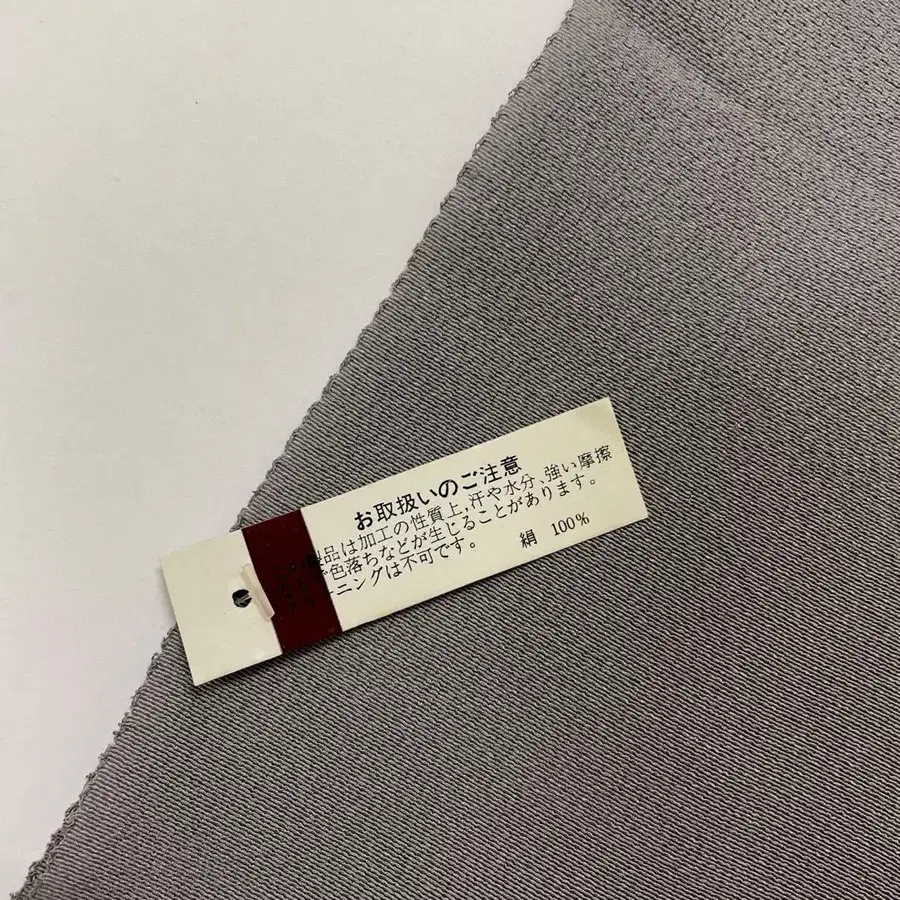 お取扱いのご注意
製品は加工の性質上,汗や水分、強い摩擦
色落ちなどが生じることがあります。
ーニングは不可です。 絹 100%